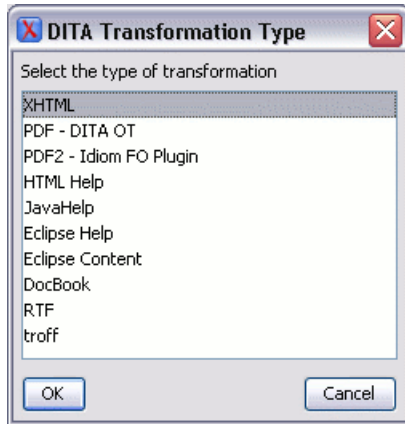 DITA Transformation Type
Select the type of transformation
XHTML
PDF - DITA OT
PDF2 - Idiom FO Plugin
HTML Help
JavaHelp
Eclipse Help
Eclipse Content
DocBook
RTF
troff
OK Cancel